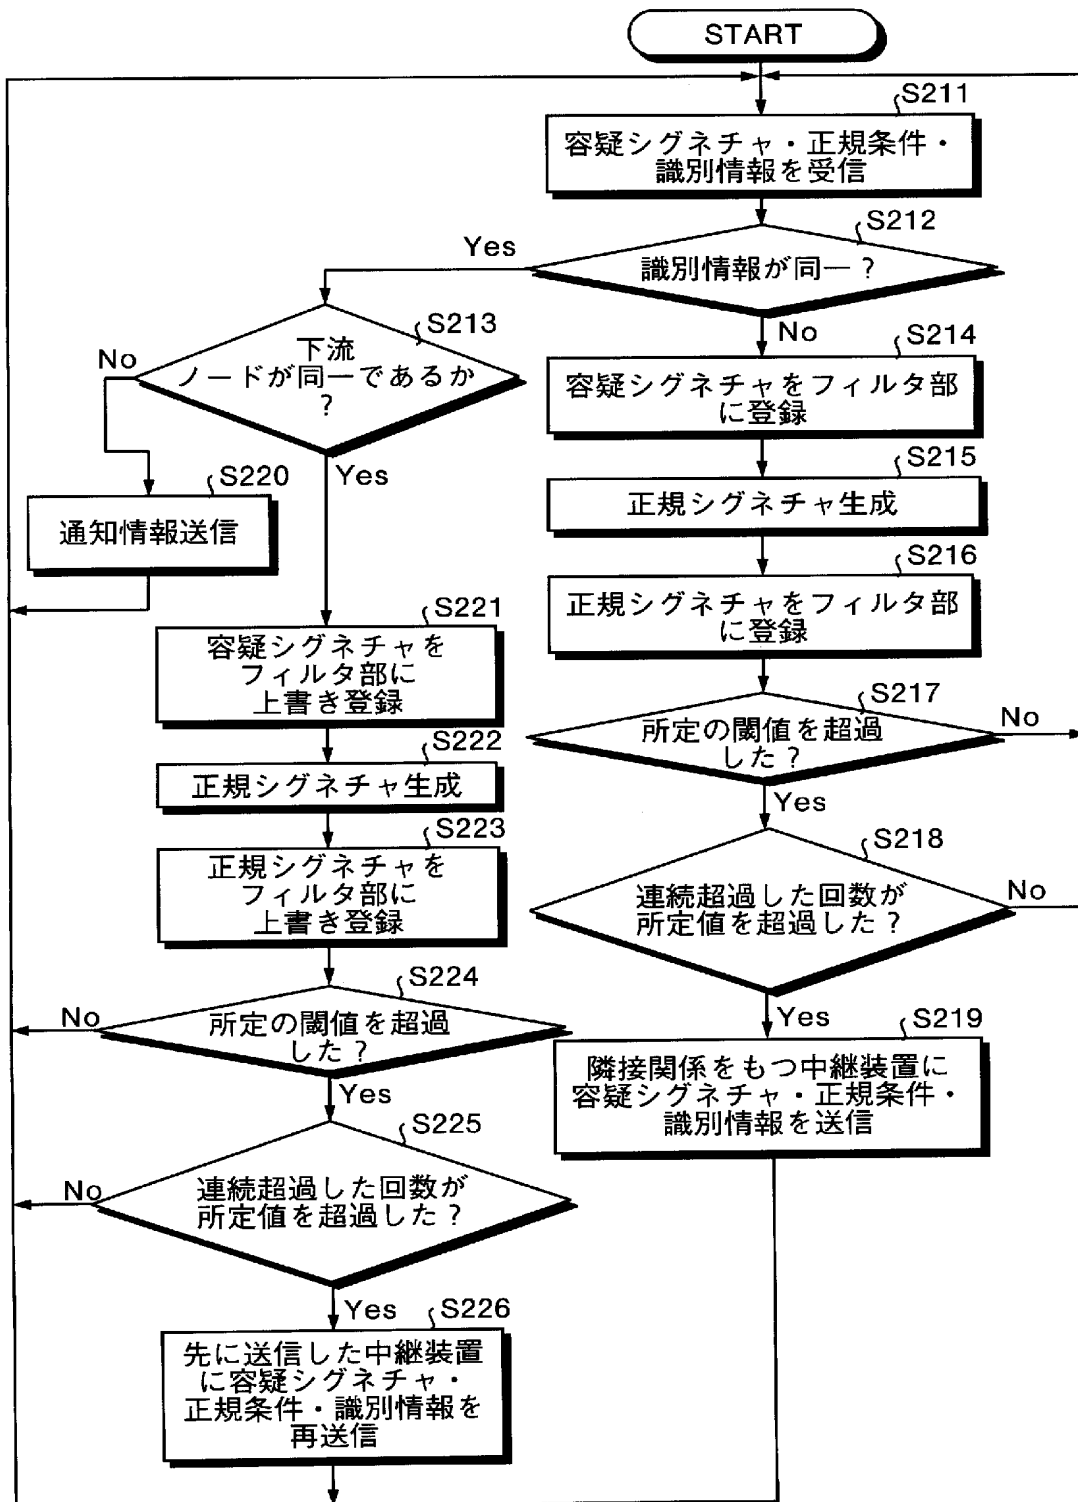 START
S211
容疑シグネチャ・正規条件・
識別情報を受信
S212
識別情報が同一？
Yes
No
S213
下流
ノードが同一であるか
？
No
Yes
S220
通知情報送信
S214
容疑シグネチャをフィルタ部
に登録
S215
正規シグネチャ生成
S216
正規シグネチャをフィルタ部
に登録
S217
所定の閾値を超過
した？
No
Yes
S218
連続超過した回数が
所定値を超過した？
No
Yes
S219
隣接関係をもつ中継装置に
容疑シグネチャ・正規条件・
識別情報を送信
S221
容疑シグネチャを
フィルタ部に
上書き登録
S222
正規シグネチャ生成
S223
正規シグネチャを
フィルタ部に
上書き登録
S224
所定の閾値を超過
した？
No
Yes
S225
連続超過した回数が
所定値を超過した？
No
Yes
S226
先に送信した中継装置
に容疑シグネチャ・
正規条件・識別情報を
再送信